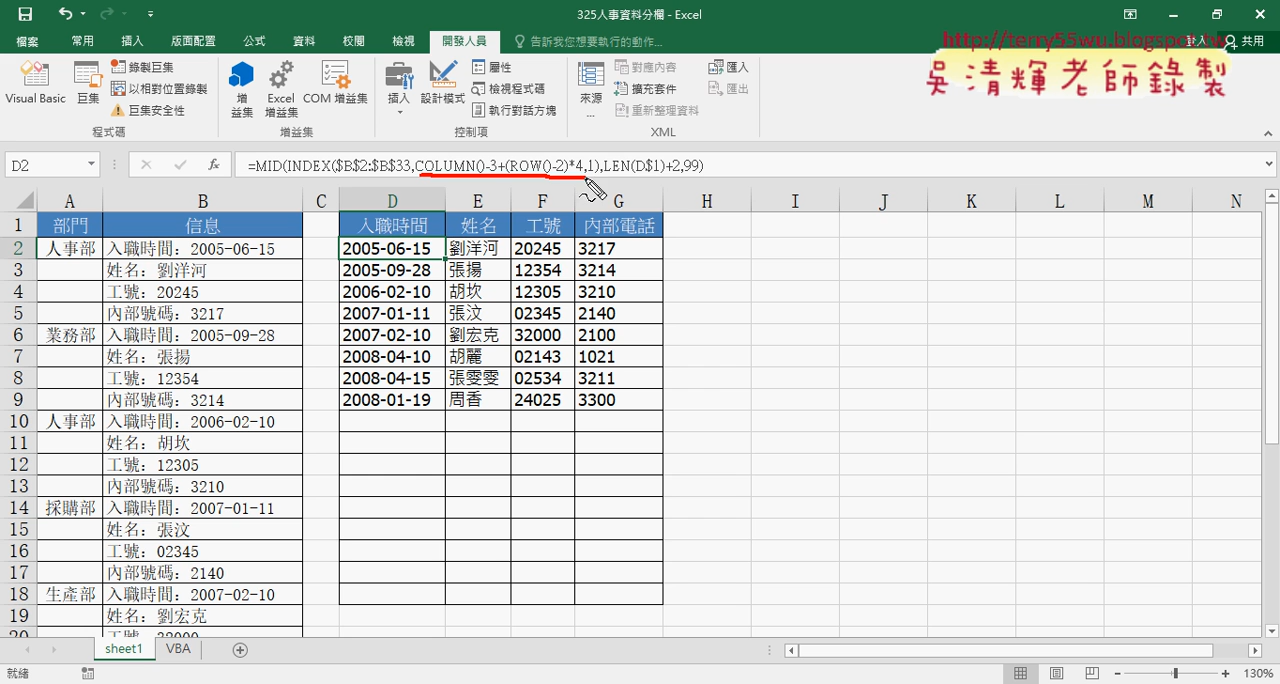 325人事資料分欄 - Excel
檔案 常用 插入 版面配置 公式 資料 校閱 檢視 開發人員 告訴我您想要執行的動作... 登入 共用
http://terry55wu.blogspot.tw
吳清輝老師錄製
Visual Basic 巨集 錄製巨集 以相對位置錄製 巨集安全性 程式碼
增益集 Excel 增益集 COM 增益集 增益集
插入 設計模式 屬性 檢視程式碼 執行對話方塊 控制項
來源... 對應內容 擴充套件 重新整理資料 匯入 匯出 XML
D2 fx =MID(INDEX($B$2:$B$33,COLUMN()-3+(ROW()-2)*4,1),LEN(D$1)+2,99)
A B C D E F G H I J K L M N
1 部門 信息 入職時間 姓名 工號 內部電話
2 人事部 入職時間：2005-06-15 2005-06-15 劉洋河 20245 3217
3 姓名：劉洋河 2005-09-28 張揚 12354 3214
4 工號：20245 2006-02-10 胡坎 12305 3210
5 內部號碼：3217 2007-01-11 張汶 02345 2140
6 業務部 入職時間：2005-09-28 2007-02-10 劉宏克 32000 2100
7 姓名：張揚 2008-04-10 胡麗 02143 1021
8 工號：12354 2008-04-15 張雯雯 02534 3211
9 內部號碼：3214 2008-01-19 周香 24025 3300
10 人事部 入職時間：2006-02-10
11 姓名：胡坎
12 工號：12305
13 內部號碼：3210
14 採購部 入職時間：2007-01-11
15 姓名：張汶
16 工號：02345
17 內部號碼：2140
18 生產部 入職時間：2007-02-10
19 姓名：劉宏克
20 工號：32000
sheet1 VBA
就緒 130%